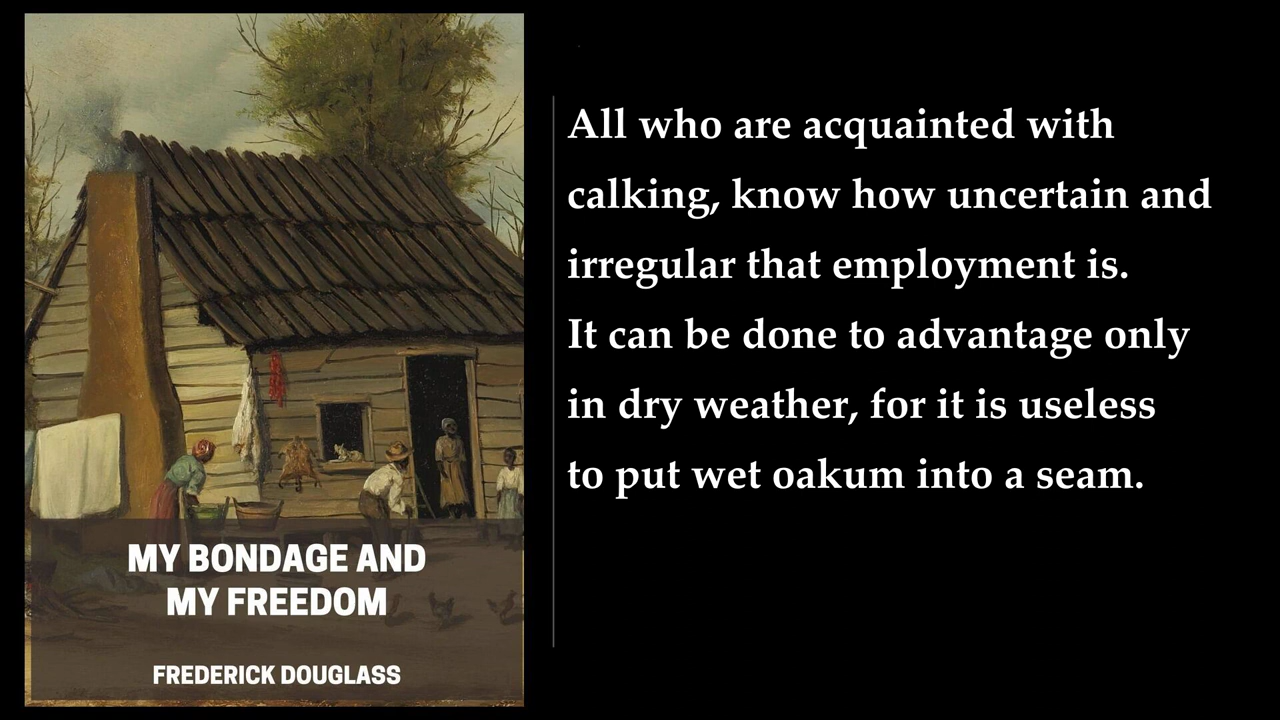 MY BONDAGE AND
MY FREEDOM
FREDERICK DOUGLASS
All who are acquainted with
calking, know how uncertain and
irregular that employment is.
It can be done to advantage only
in dry weather, for it is useless
to put wet oakum into a seam.